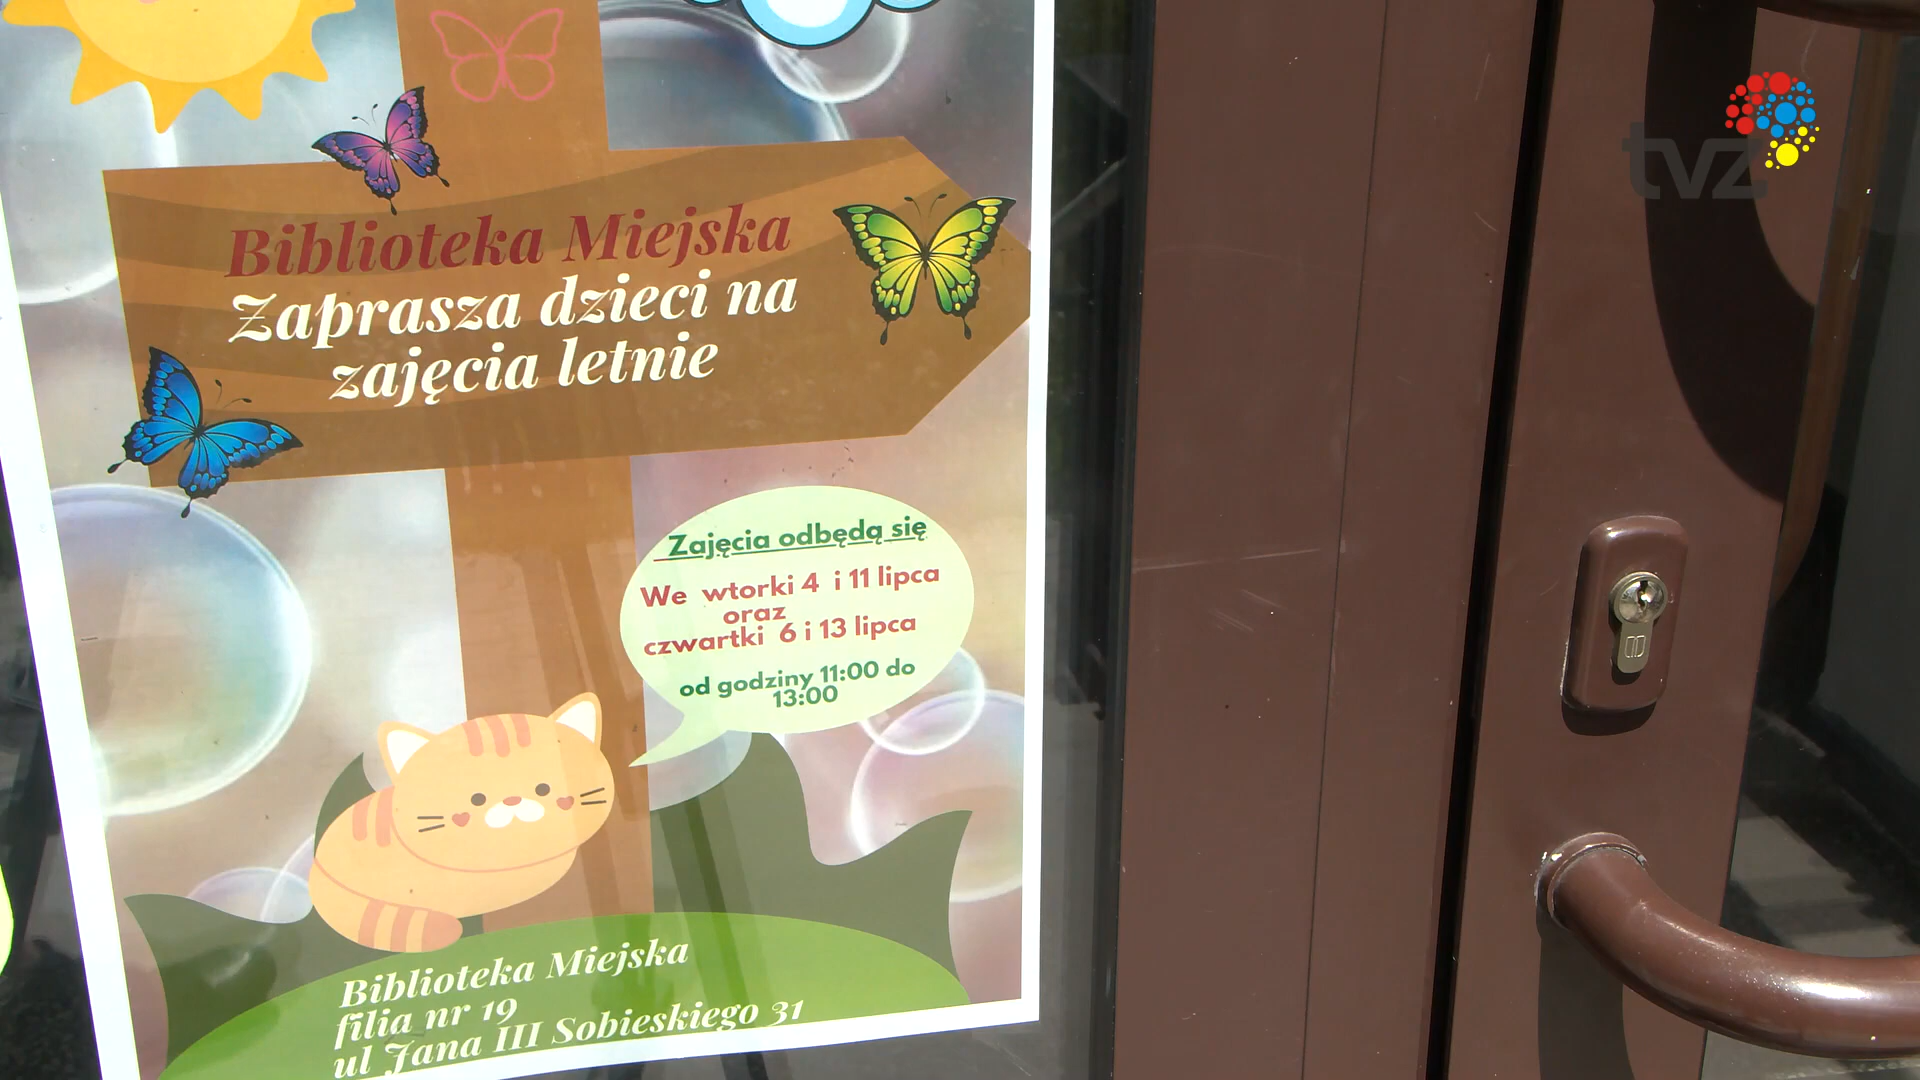 tvz
Biblioteka Miejska
Zaprasza dzieci na
zajęcia letnie
Zajęcia odbędą się
We wtorki 4 i 11 lipca
oraz
czwartki 6 i 13 lipca
od godziny 11:00 do
13:00
Biblioteka Miejska
filia nr 19
ul Jana III Sobieskiego 31